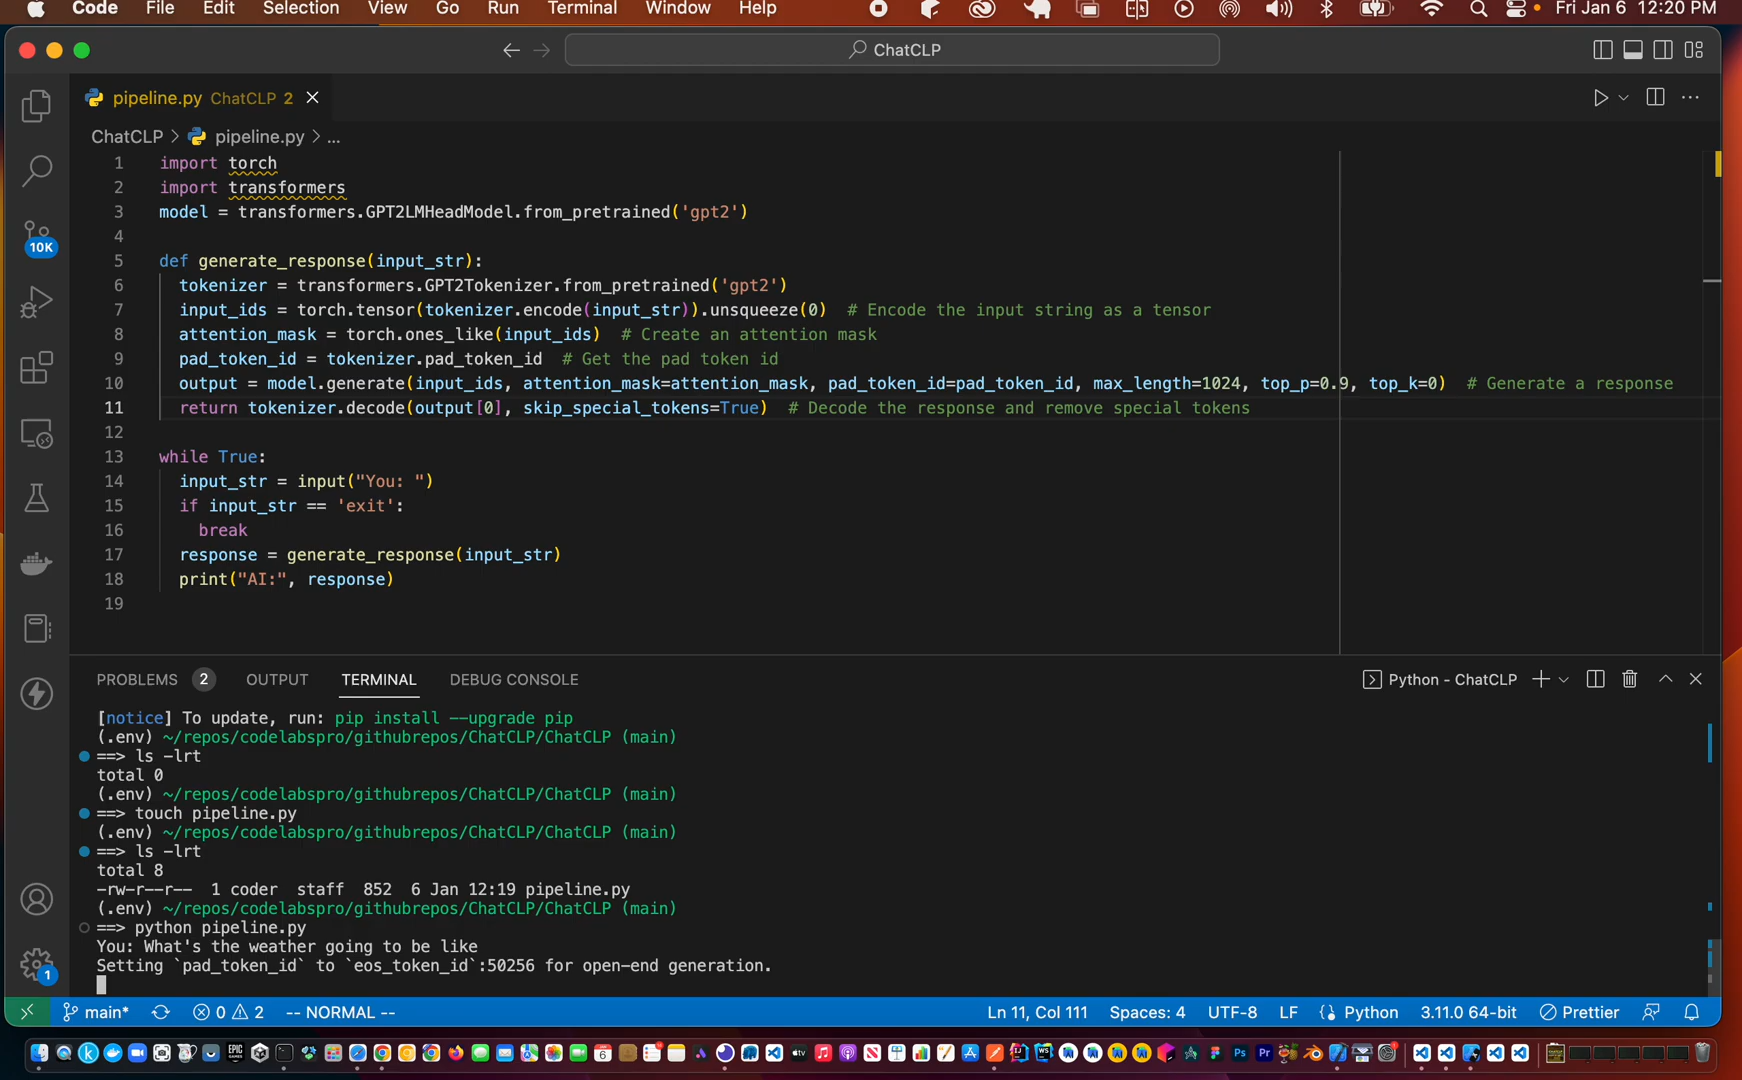 Code File Edit Selection View Go Run Terminal Window Help Fri Jan 6 12:20 PM
ChatCLP
pipeline.py ChatCLP 2
ChatCLP > pipeline.py > ...
1 import torch
2 import transformers
3 model = transformers.GPT2LMHeadModel.from_pretrained('gpt2')
4
5 def generate_response(input_str):
6 tokenizer = transformers.GPT2Tokenizer.from_pretrained('gpt2')
7 input_ids = torch.tensor(tokenizer.encode(input_str)).unsqueeze(0) # Encode the input string as a tensor
8 attention_mask = torch.ones_like(input_ids) # Create an attention mask
9 pad_token_id = tokenizer.pad_token_id # Get the pad token id
10 output = model.generate(input_ids, attention_mask=attention_mask, pad_token_id=pad_token_id, max_length=1024, top_p=0.9, top_k=0) # Generate a response
11 return tokenizer.decode(output[0], skip_special_tokens=True) # Decode the response and remove special tokens
12
13 while True:
14 input_str = input("You: ")
15 if input_str == 'exit':
16 break
17 response = generate_response(input_str)
18 print("AI:", response)
19
10K
PROBLEMS 2 OUTPUT TERMINAL DEBUG CONSOLE Python - ChatCLP
[notice] To update, run: pip install --upgrade pip
(.env) ~/repos/codelabspro/githubrepos/ChatCLP/ChatCLP (main)
==> ls -lrt
total 0
(.env) ~/repos/codelabspro/githubrepos/ChatCLP/ChatCLP (main)
==> touch pipeline.py
(.env) ~/repos/codelabspro/githubrepos/ChatCLP/ChatCLP (main)
==> ls -lrt
total 8
-rw-r--r-- 1 coder staff 852 6 Jan 12:19 pipeline.py
(.env) ~/repos/codelabspro/githubrepos/ChatCLP/ChatCLP (main)
==> python pipeline.py
You: What's the weather going to be like
Setting `pad_token_id` to `eos_token_id`:50256 for open-end generation.
1
main* 0 2 -- NORMAL -- Ln 11, Col 111 Spaces: 4 UTF-8 LF Python 3.11.0 64-bit Prettier